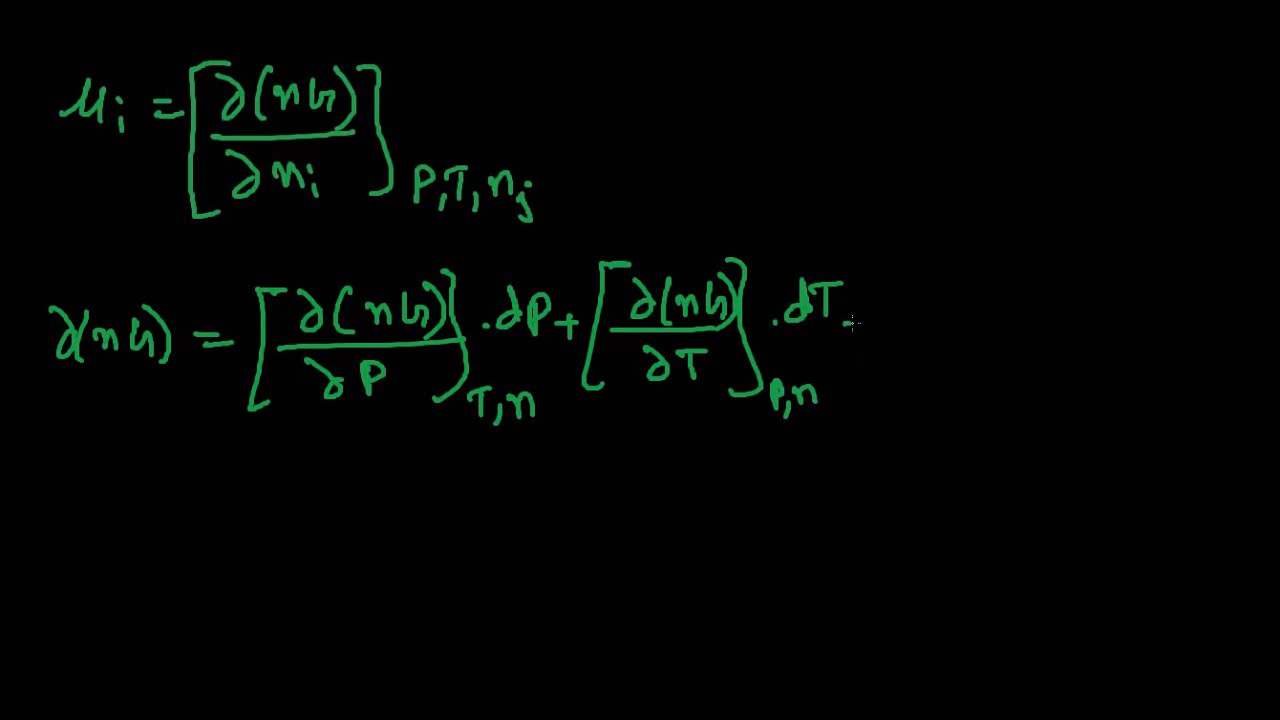 μi = [∂(nG)/∂ni]P,T,nj
∂(nG) = [∂(nG)/∂P]T,n .dP + [∂(nG)/∂T]P,n .dT